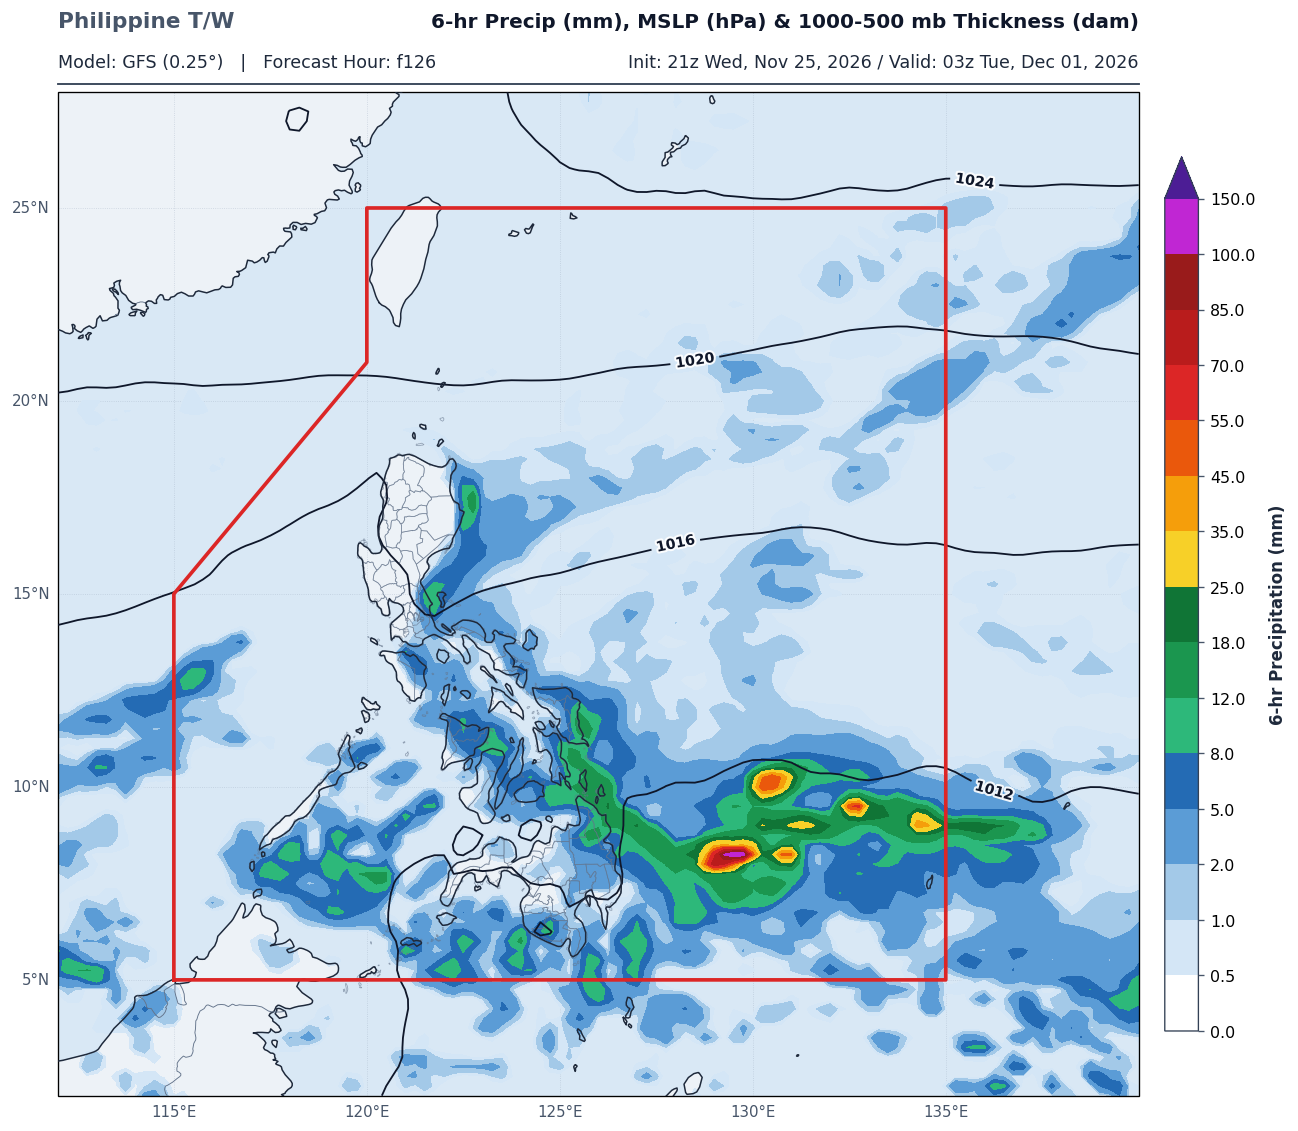 Philippine T/W
6-hr Precip (mm), MSLP (hPa) & 1000-500 mb Thickness (dam)
Model: GFS (0.25°) | Forecast Hour: f126
Init: 21z Wed, Nov 25, 2026 / Valid: 03z Tue, Dec 01, 2026
1024
25°N
1020
20°N
1016
15°N
1012
10°N
5°N
115°E
120°E
125°E
130°E
135°E
150.0
100.0
85.0
70.0
55.0
45.0
35.0
25.0
18.0
12.0
8.0
5.0
2.0
1.0
0.5
0.0
6-hr Precipitation (mm)